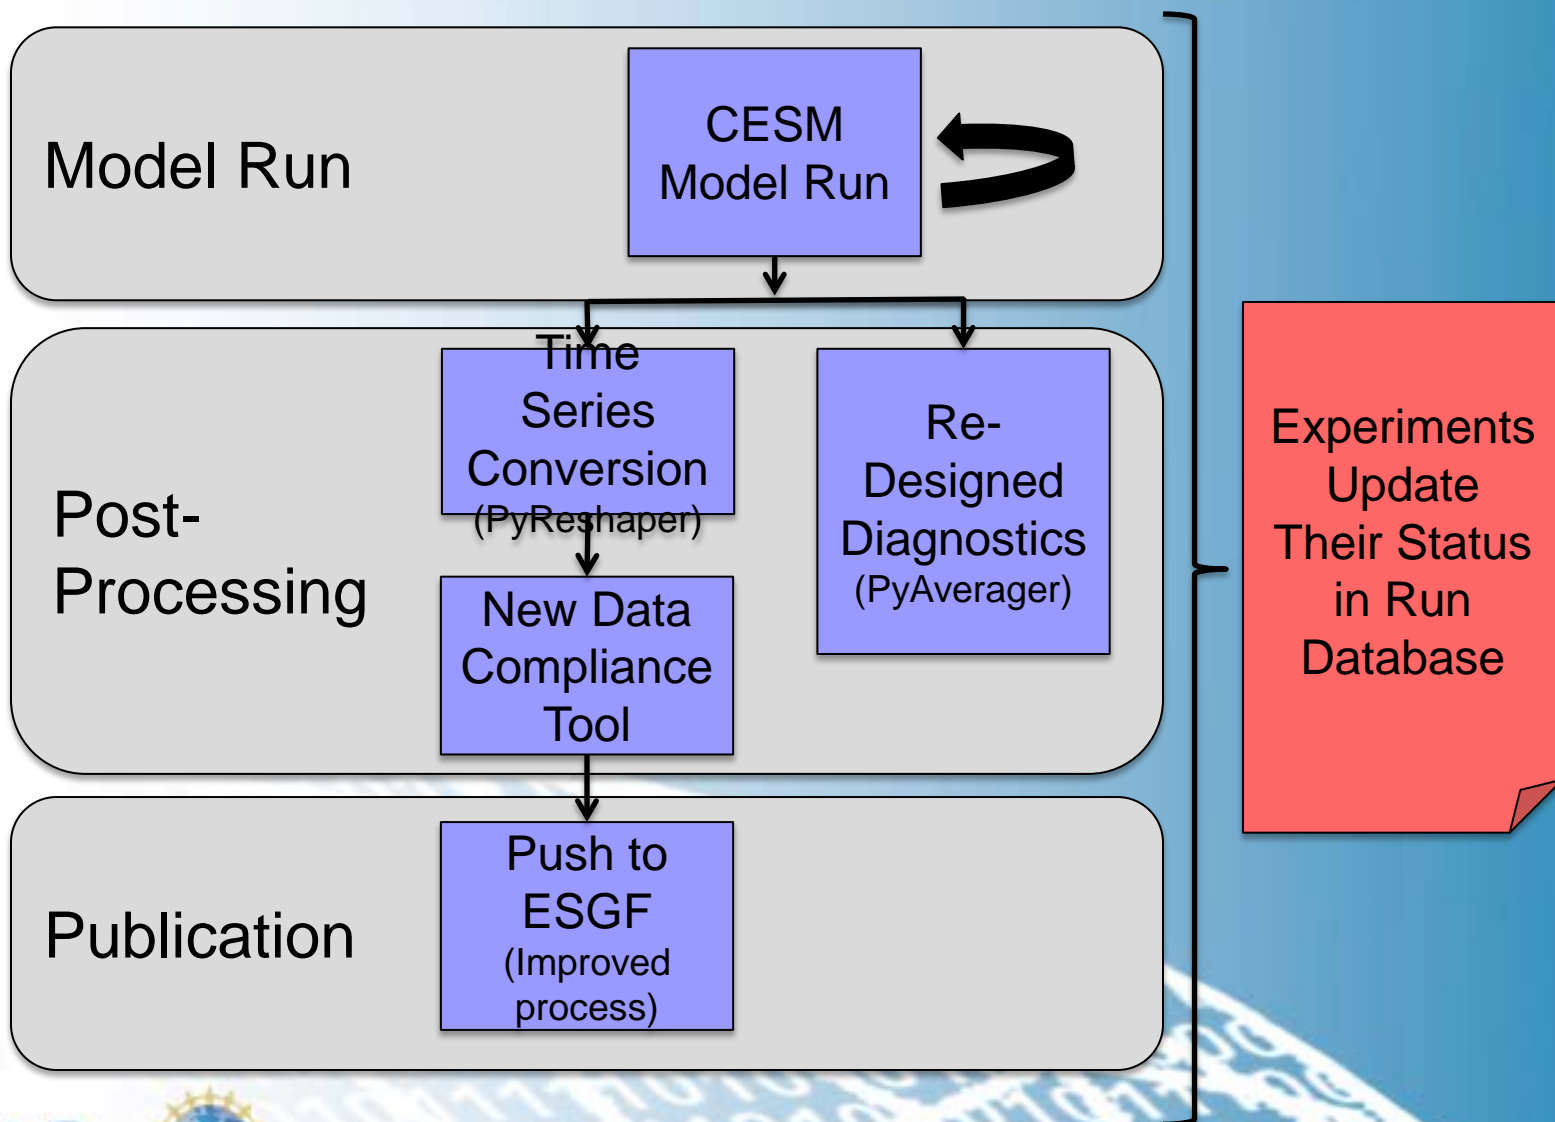 Model Run
CESM
Model Run
Post-
Processing
Time
Series
Conversion
(PyReshaper)
Re-
Designed
Diagnostics
(PyAverager)
New Data
Compliance
Tool
Publication
Push to
ESGF
(Improved
process)
Experiments
Update
Their Status
in Run
Database